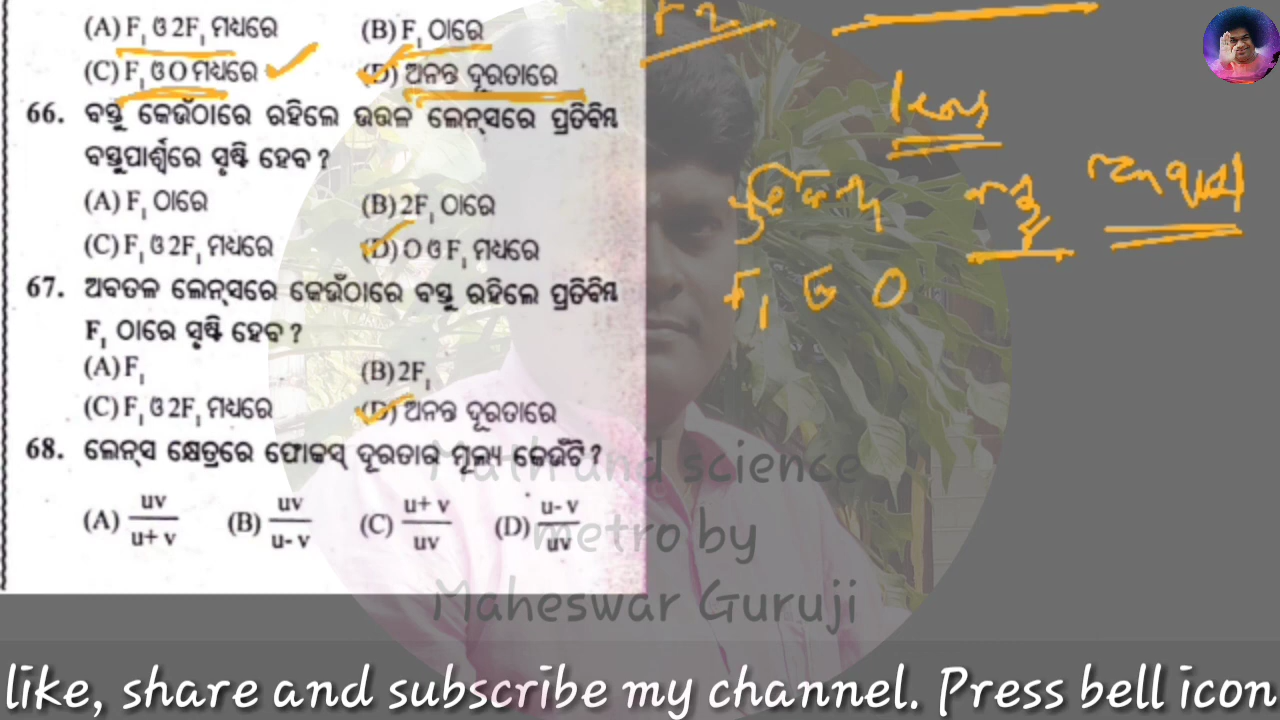 (A) F₁ ଓ 2F₁ ମଧ୍ୟରେ (B) F₁ ଠାରେ
(C) F₁ ଓ O ମଧ୍ୟରେ (D) ଅନନ୍ତ ଦୂରତାରେ
66. ବସ୍ତୁ କେଉଁଠାରେ ରହିଲେ ଉତ୍ତଳ ଲେନ୍ସରେ ପ୍ରତିବିମ୍ବ
ବସ୍ତୁପାର୍ଶ୍ୱରେ ସୃଷ୍ଟି ହେବ ?
(A) F₁ ଠାରେ (B) 2F₁ ଠାରେ
(C) F₁ ଓ 2F₁ ମଧ୍ୟରେ (D) O ଓ F₁ ମଧ୍ୟରେ
67. ଅବତଳ ଲେନ୍ସରେ କେଉଁଠାରେ ବସ୍ତୁ ରହିଲେ ପ୍ରତିବିମ୍ବ
F₁ ଠାରେ ସୃଷ୍ଟି ହେବ ?
(A) F₁ (B) 2F₁
(C) F₁ ଓ 2F₁ ମଧ୍ୟରେ (D) ଅନନ୍ତ ଦୂରତାରେ
68. ଲେନ୍ସ କ୍ଷେତ୍ରରେ ଫୋକସ୍ ଦୂରତାର ମୂଲ୍ୟ କେଉଁଟି ?
(A) uv/u+ v (B) uv/u- v (C) u+ v/uv (D) u- v/uv
F₂
F₁ ଓ O
Math and science
metro by
Maheswar Guruji
like, share and subscribe my channel. Press bell icon